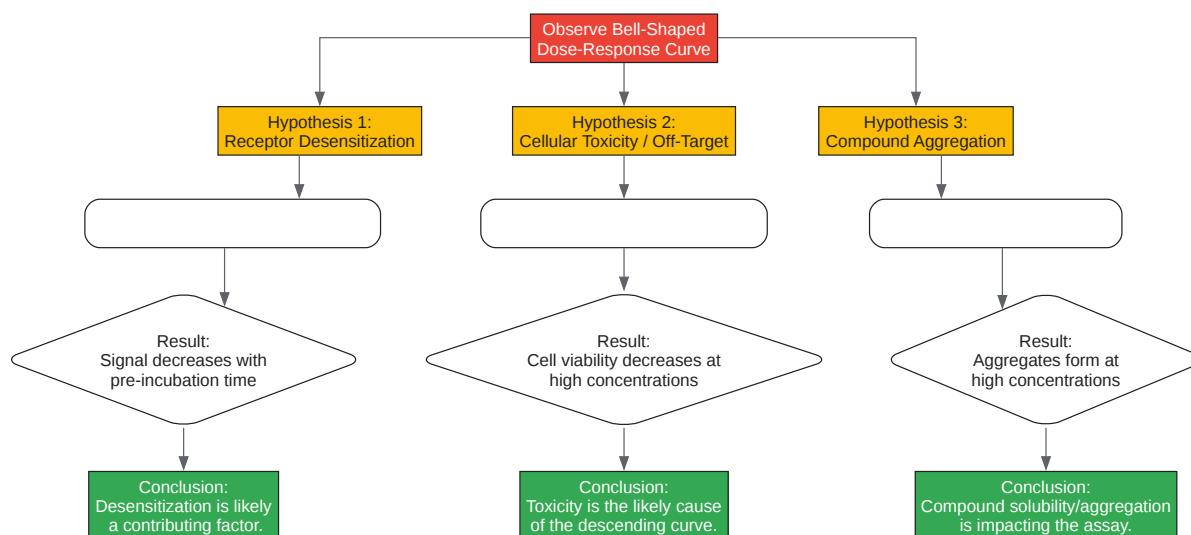 Observe Bell-Shaped
Dose-Response Curve
Hypothesis 1:
Receptor Desensitization
Hypothesis 2:
Cellular Toxicity / Off-Target
Hypothesis 3:
Compound Aggregation
Result:
Signal decreases with
pre-incubation time
Result:
Cell viability decreases at
high concentrations
Result:
Aggregates form at
high concentrations
Conclusion:
Desensitization is likely
a contributing factor.
Conclusion:
Toxicity is the likely cause
of the descending curve.
Conclusion:
Compound solubility/aggregation
is impacting the assay.